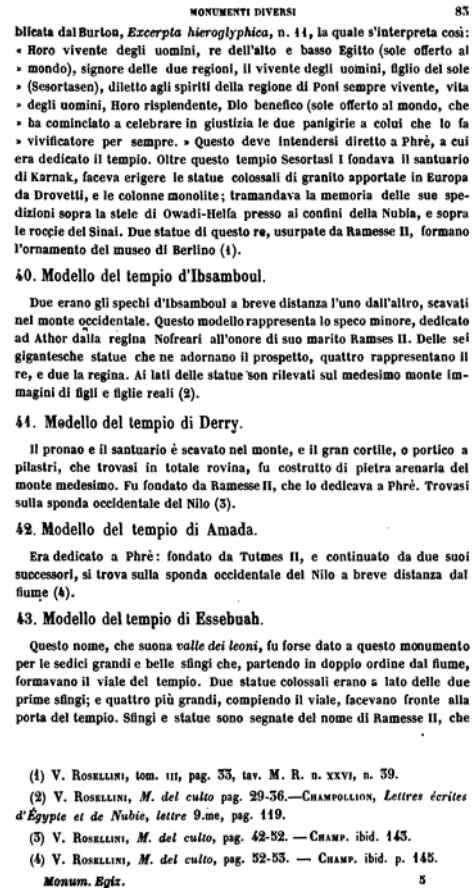 MONUMENTI DIVERSI 83
blicata dal Burton, Excerpta hieroglyphica, n. 11, la quale s'interpreta così:
« Horo vivente degli uomini, re dell'alto e basso Egitto (sole offerto al
» mondo), signore delle due regioni, il vivente degli uomini, figlio del sole
» (Sesortasen), diletto agli spiriti della regione di Poni sempre vivente, vita
» degli uomini, Horo risplendente, Dio benefico (sole offerto al mondo, che
» ha cominciato a celebrare in giustizia le due panigirie a colui che lo fa
» vivificatore per sempre. » Questo deve intendersi diretto a Phrè, a cui
era dedicato il tempio. Oltre questo tempio Sesortasi I fondava il santuario
di Karnak, faceva erigere le statue colossali di granito apportate in Europa
da Drovetti, e le colonne monolite; tramandava la memoria delle sue spe-
dizioni sopra la stele di Owadi-Helfa presso ai confini della Nubia, e sopra
le roccie del Sinai. Due statue di questo re, usurpate da Ramesse II, formano
l'ornamento del museo di Berlino (1).
40. Modello del tempio d'Ibsamboul.
Due erano gli spechi d'Ibsamboul a breve distanza l'uno dall'altro, scavati
nel monte occidentale. Questo modello rappresenta lo speco minore, dedicato
ad Athor dalla regina Nofreari all'onore di suo marito Ramses II. Delle sei
gigantesche statue che ne adornano il prospetto, quattro rappresentano il
re, e due la regina. Ai lati delle statue son rilevati sul medesimo monte im-
magini di figli e figlie reali (2).
41. Modello del tempio di Derry.
Il pronao e il santuario è scavato nel monte, e il gran cortile, o portico a
pilastri, che trovasi in totale rovina, fu costrutto di pietra arenaria del
monte medesimo. Fu fondato da Ramesse II, che lo dedicava a Phrè. Trovasi
sulla sponda occidentale del Nilo (3).
42. Modello del tempio di Amada.
Era dedicato a Phrè: fondato da Tutmes II, e continuato da due suoi
successori, si trova sulla sponda occidentale del Nilo a breve distanza dal
fiume (4).
43. Modello del tempio di Essebuah.
Questo nome, che suona valle dei leoni, fu forse dato a questo monumento
per le sedici grandi e belle sfingi che, partendo in doppio ordine dal fiume,
formavano il viale del tempio. Due statue colossali erano a lato delle due
prime sfingi; e quattro più grandi, compiendo il viale, facevano fronte alla
porta del tempio. Sfingi e statue sono segnate del nome di Ramesse II, che
(1) V. ROSELLINI, tom. III, pag. 33, tav. M. R. n. XXVI, n. 39.
(2) V. ROSELLINI, M. del culto pag. 29-36.—CHAMPOLLION, Lettres écrites
d'Égypte et de Nubie, lettre 9.me, pag. 119.
(3) V. ROSELLINI, M. del culto, pag. 42-52. — CHAMP. ibid. 143.
(4) V. ROSELLINI, M. del culto, pag. 52-53. — CHAMP. ibid. p. 145.
Monum. Egiz. 5